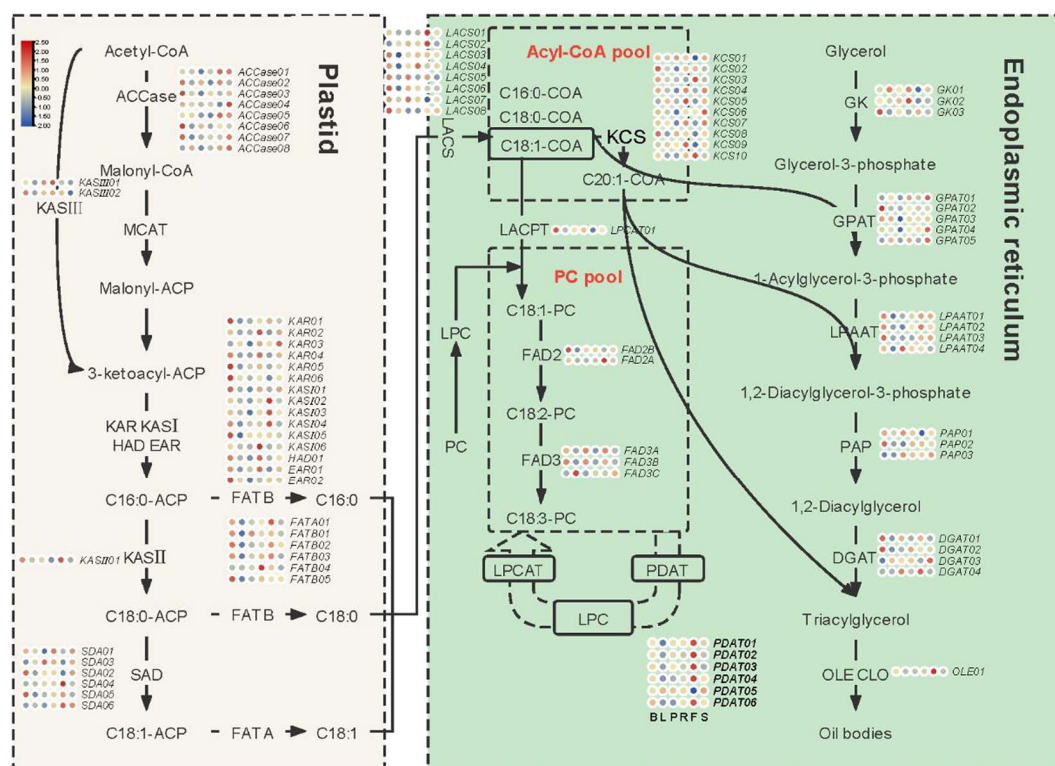 2.50
2.00
1.50
1.00
0.50
0.00
Acetyl-CoA
ACCase
ACCase01
ACCase02
ACCase03
ACCase04
ACCase05
ACCase06
ACCase07
ACCase08
Plastid
Malonyl-CoA
KASIII01
KASIII02
KASIII
MCAT
Malonyl-ACP
3-ketoacyl-ACP
KAR01
KAR02
KAR03
KAR04
KAR05
KAR06
KASI01
KASI02
KASI03
KASI04
KASI05
KASI06
HAD01
EAR01
EAR02
KAR KASI
HAD EAR
C16:0-ACP
FATB
C16:0
FATA01
FATB01
FATB02
FATB03
FATB04
FATB05
KASII01
KASII
C18:0-ACP
FATB
C18:0
SDA01
SDA03
SDA02
SDA04
SDA05
SDA06
SAD
C18:1-ACP
FATA
C18:1
LACS01
LACS02
LACS03
LACS04
LACS05
LACS06
LACS07
LACS08
LACS
Acyl-CoA pool
C16:0-COA
C18:0-COA
C18:1-COA
KCS
C20:1-COA
KCS01
KCS02
KCS03
KCS04
KCS05
KCS06
KCS07
KCS08
KCS09
KCS10
LACPT
LPCAT01
PC pool
LPC
PC
C18:1-PC
FAD2
FAD2B
FAD2A
C18:2-PC
FAD3
FAD3A
FAD3B
FAD3C
C18:3-PC
LPCAT
PDAT
LPC
PDAT01
PDAT02
PDAT03
PDAT04
PDAT05
PDAT06
B L P R F S
Endoplasmic reticulum
Glycerol
GK
GK01
GK02
GK03
Glycerol-3-phosphate
GPAT
GPAT01
GPAT02
GPAT03
GPAT04
GPAT05
1-Acylglycerol-3-phosphate
LPAAT
LPAAT01
LPAAT02
LPAAT03
LPAAT04
1,2-Diacylglycerol-3-phosphate
PAP
PAP01
PAP02
PAP03
1,2-Diacylglycerol
DGAT
DGAT01
DGAT02
DGAT03
DGAT04
Triacylglycerol
OLE CLO
OLE01
Oil bodies